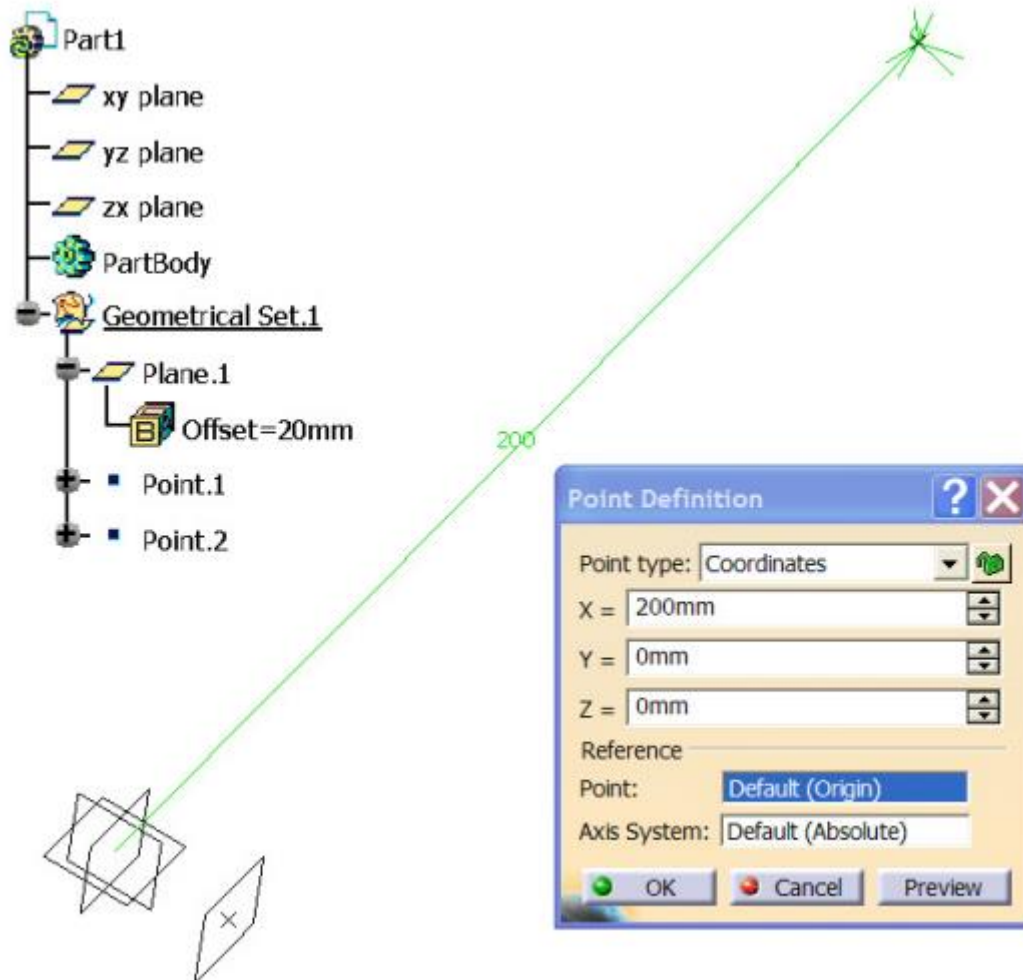 Part1
xy plane
yz plane
zx plane
PartBody
Geometrical Set.1
Plane.1
B
Offset=20mm
Point.1
Point.2
200
Point Definition
Point type: Coordinates
X = 200mm
Y = 0mm
Z = 0mm
Reference
Point: Default (Origin)
Axis System: Default (Absolute)
OK Cancel Preview